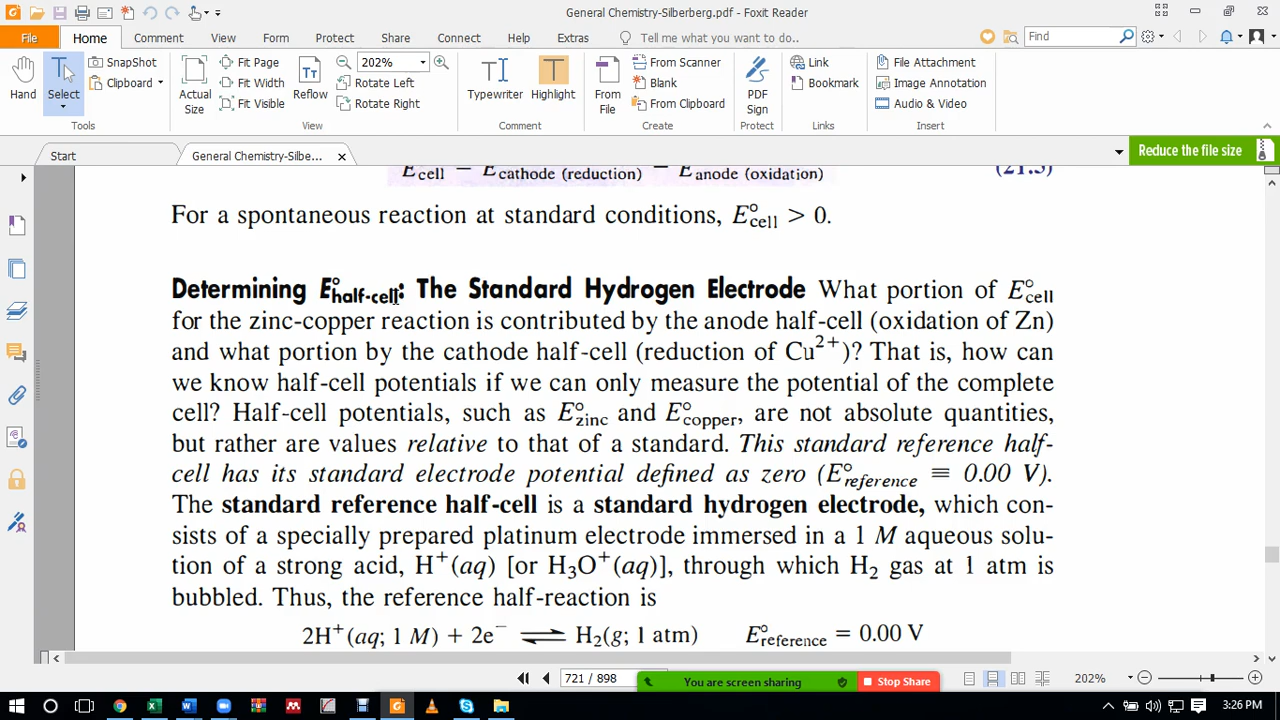 General Chemistry-Silberberg.pdf - Foxit Reader
File Home Comment View Form Protect Share Connect Help Extras Tell me what you want to do.. Find
Hand
Select
SnapShot
Clipboard
Tools
Actual Size
Fit Page
Fit Width
Fit Visible
Reflow
202%
Rotate Left
Rotate Right
View
Typewriter
Highlight
Comment
From File
From Scanner
Blank
From Clipboard
Create
PDF Sign
Protect
Link
Bookmark
Links
File Attachment
Image Annotation
Audio & Video
Insert
Start General Chemistry-Silbe... Reduce the file size
E°cell = E°cathode (reduction) − E°anode (oxidation) (21.3)
For a spontaneous reaction at standard conditions, E°cell > 0.
Determining E°half-cell: The Standard Hydrogen Electrode What portion of E°cell
for the zinc-copper reaction is contributed by the anode half-cell (oxidation of Zn)
and what portion by the cathode half-cell (reduction of Cu2+)? That is, how can
we know half-cell potentials if we can only measure the potential of the complete
cell? Half-cell potentials, such as E°zinc and E°copper, are not absolute quantities,
but rather are values relative to that of a standard. This standard reference half-
cell has its standard electrode potential defined as zero (E°reference ≡ 0.00 V).
The standard reference half-cell is a standard hydrogen electrode, which con-
sists of a specially prepared platinum electrode immersed in a 1 M aqueous solu-
tion of a strong acid, H+(aq) [or H3O+(aq)], through which H2 gas at 1 atm is
bubbled. Thus, the reference half-reaction is
2H+(aq; 1 M) + 2e− ⇌ H2(g; 1 atm) E°reference = 0.00 V
721 / 898
You are screen sharing Stop Share
202%
3:26 PM